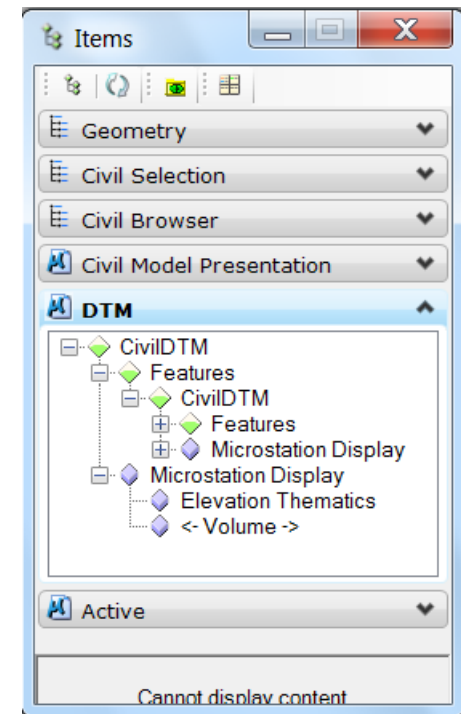 Items
Geometry
Civil Selection
Civil Browser
Civil Model Presentation
DTM
CivilDTM
Features
CivilDTM
Features
Microstation Display
Microstation Display
Elevation Thematics
<- Volume ->
Active
Cannot display content